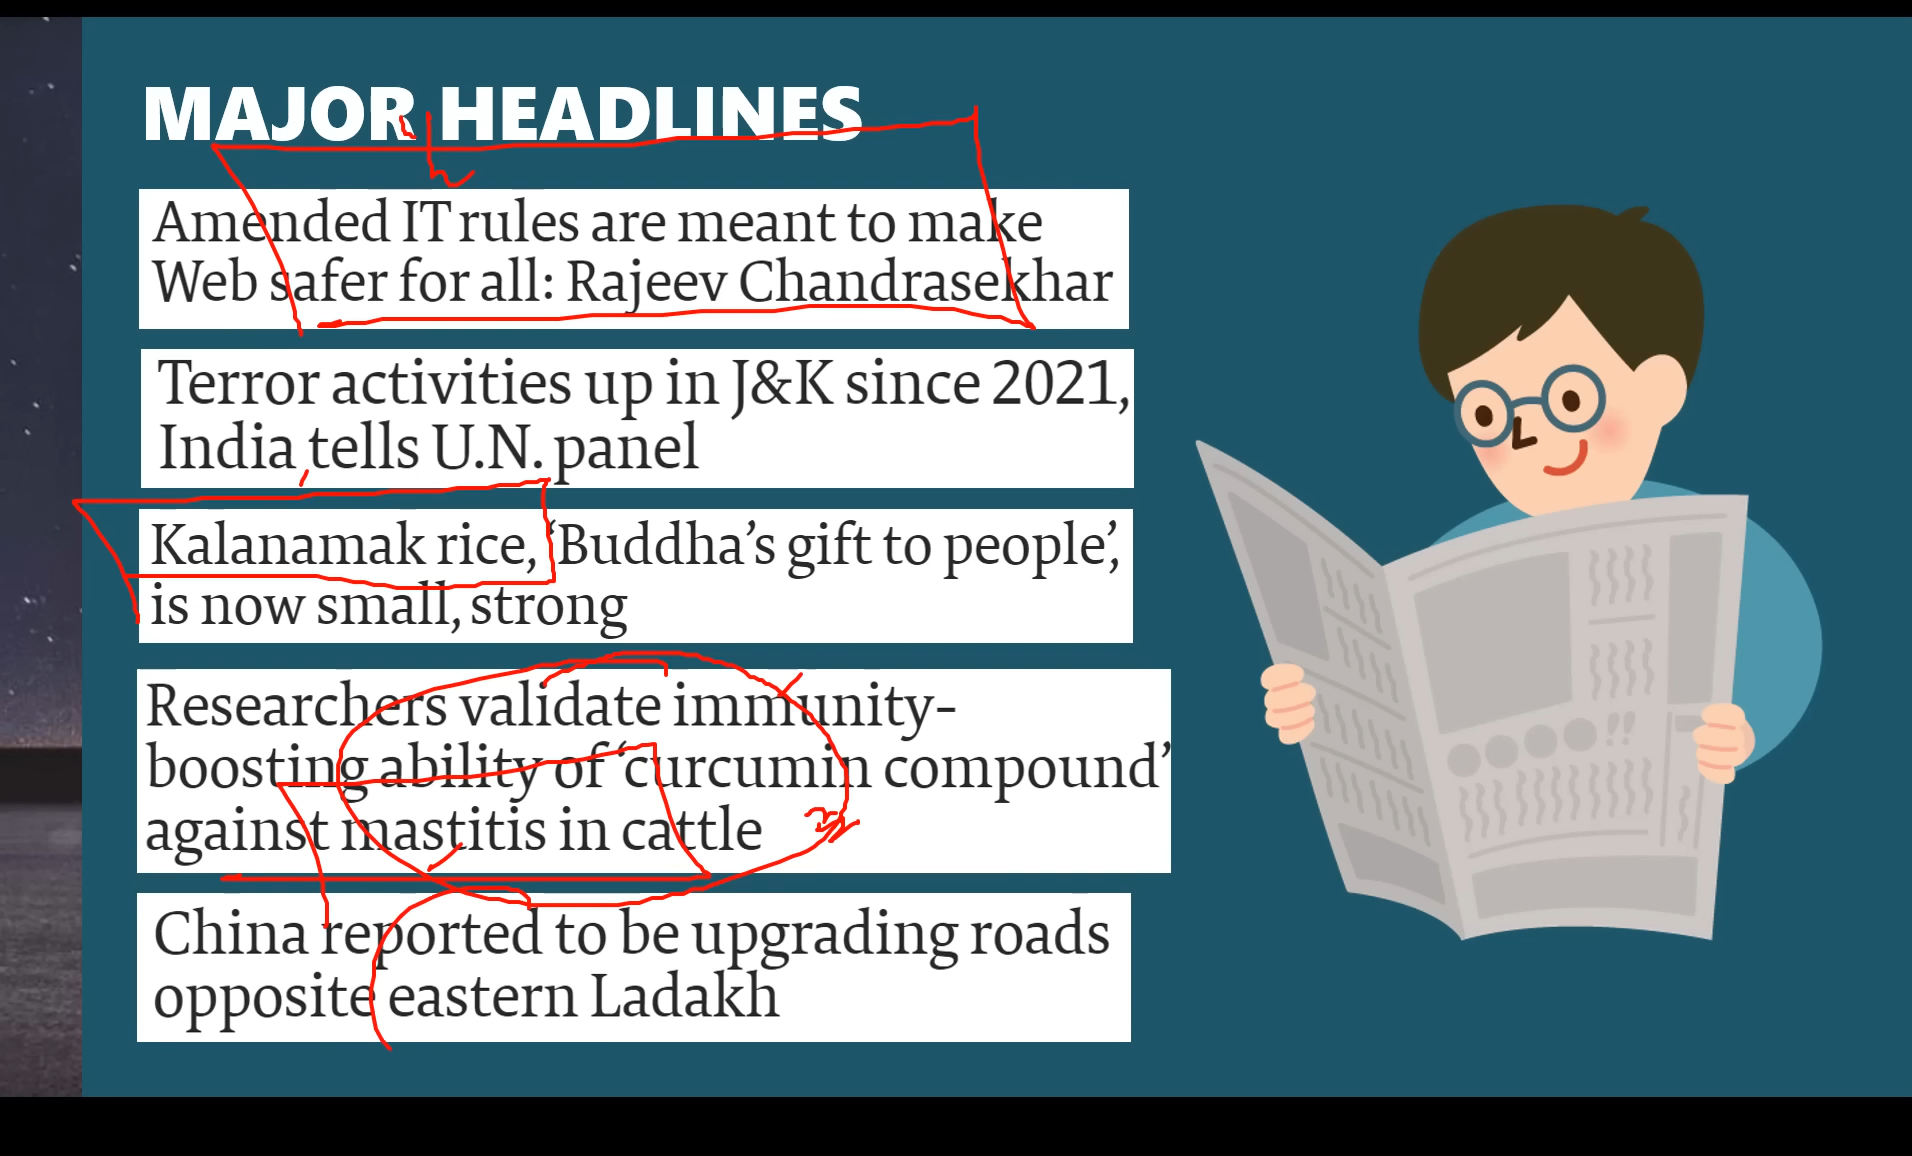 MAJOR HEADLINES
Amended IT rules are meant to make
Web safer for all: Rajeev Chandrasekhar
Terror activities up in J&K since 2021,
India tells U.N. panel
Kalanamak rice, ‘Buddha’s gift to people’,
is now small, strong
Researchers validate immunity-
boosting ability of ‘curcumin compound’
against mastitis in cattle
China reported to be upgrading roads
opposite eastern Ladakh